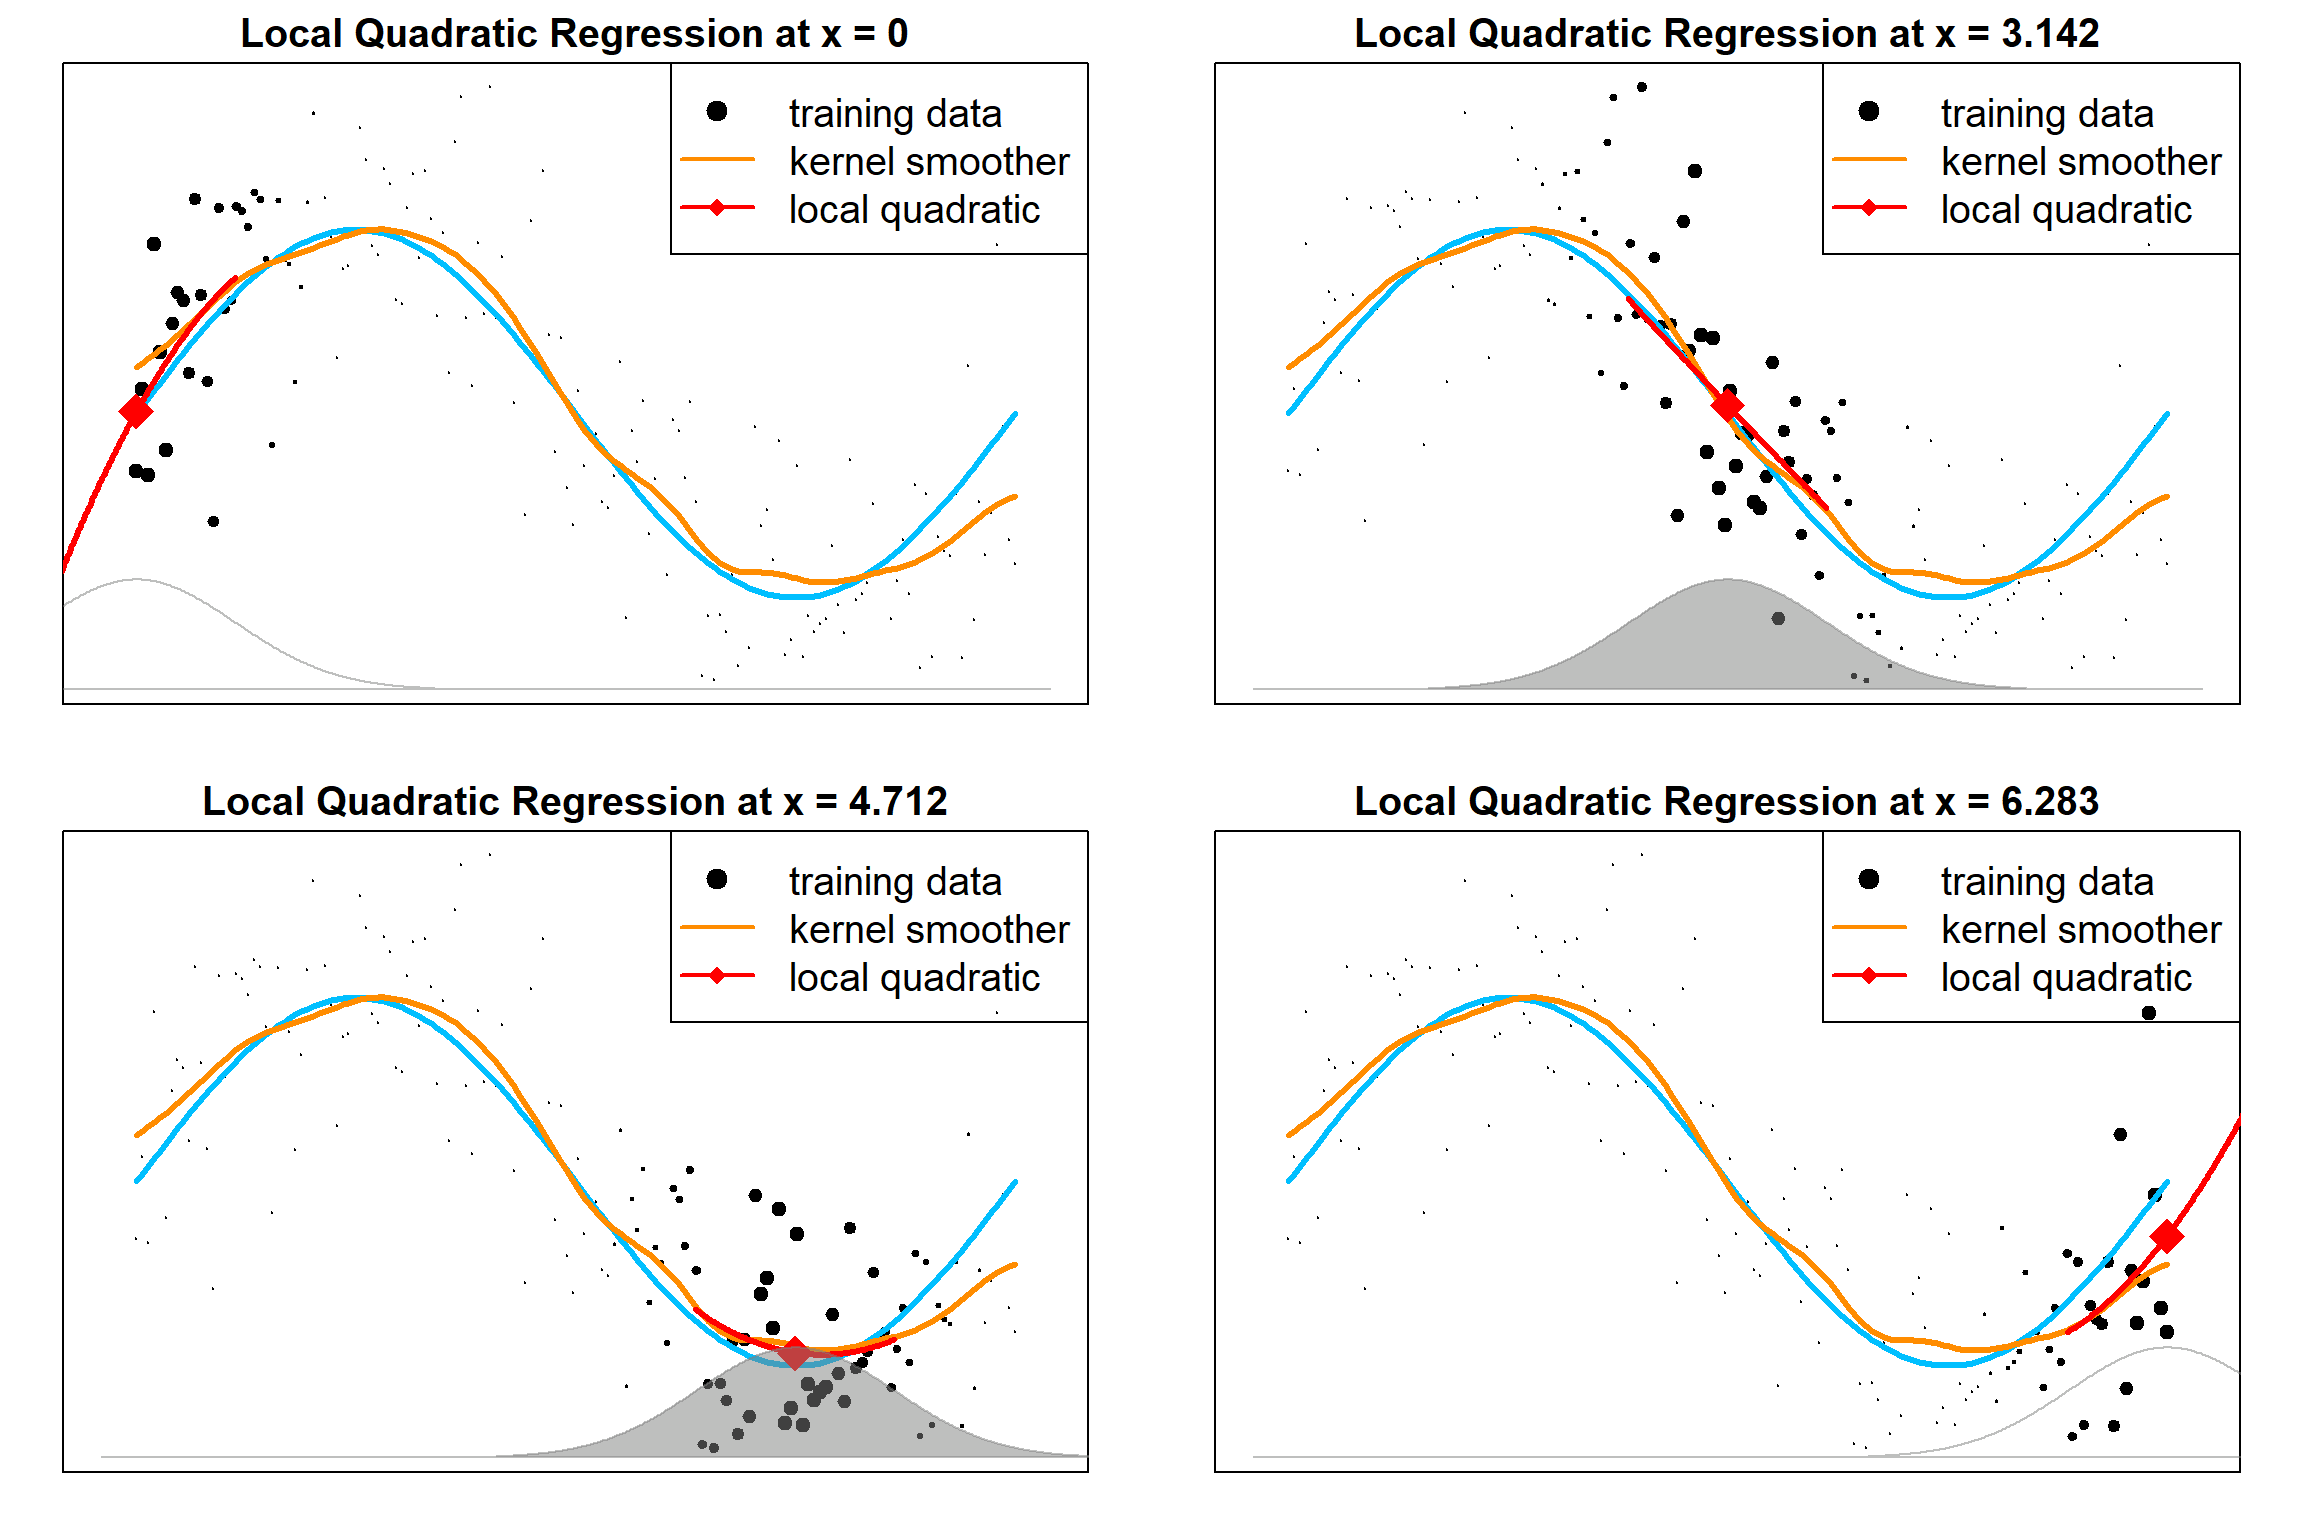 Local Quadratic Regression at x = 0
training data
kernel smoother
local quadratic
Local Quadratic Regression at x = 3.142
training data
kernel smoother
local quadratic
Local Quadratic Regression at x = 4.712
training data
kernel smoother
local quadratic
Local Quadratic Regression at x = 6.283
training data
kernel smoother
local quadratic